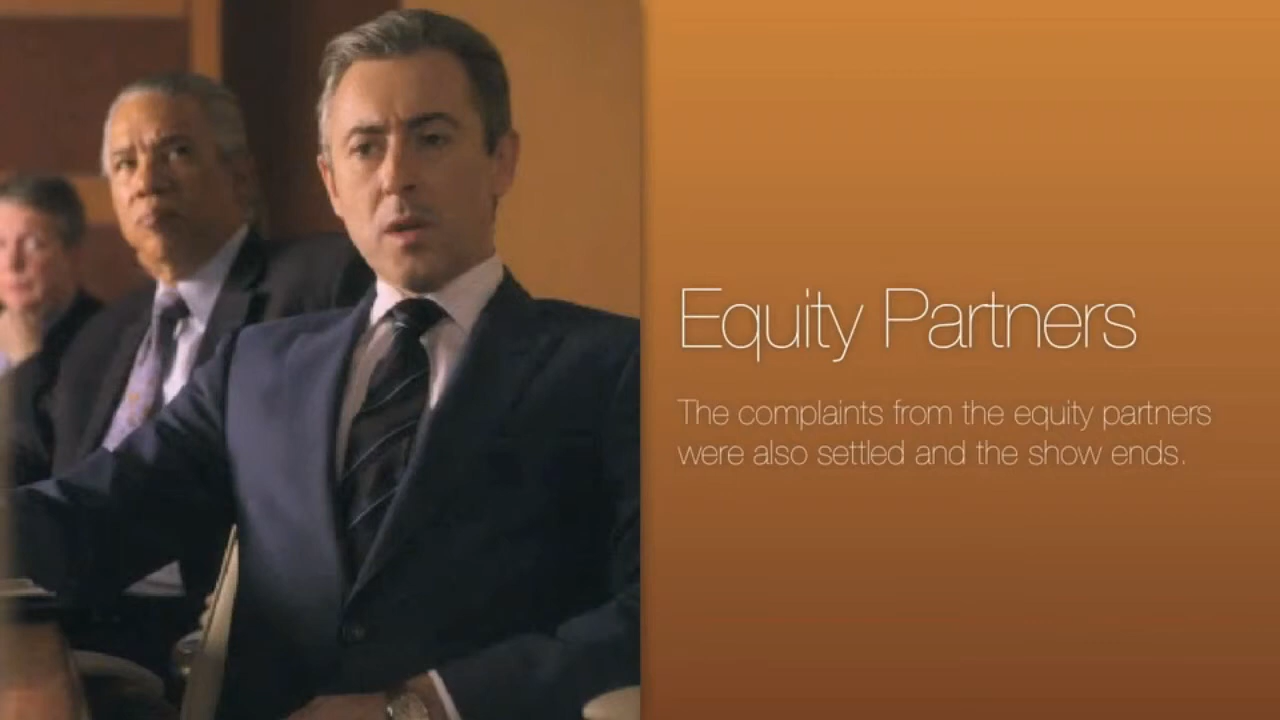 Equity Partners
The complaints from the equity partners
were also settled and the show ends.